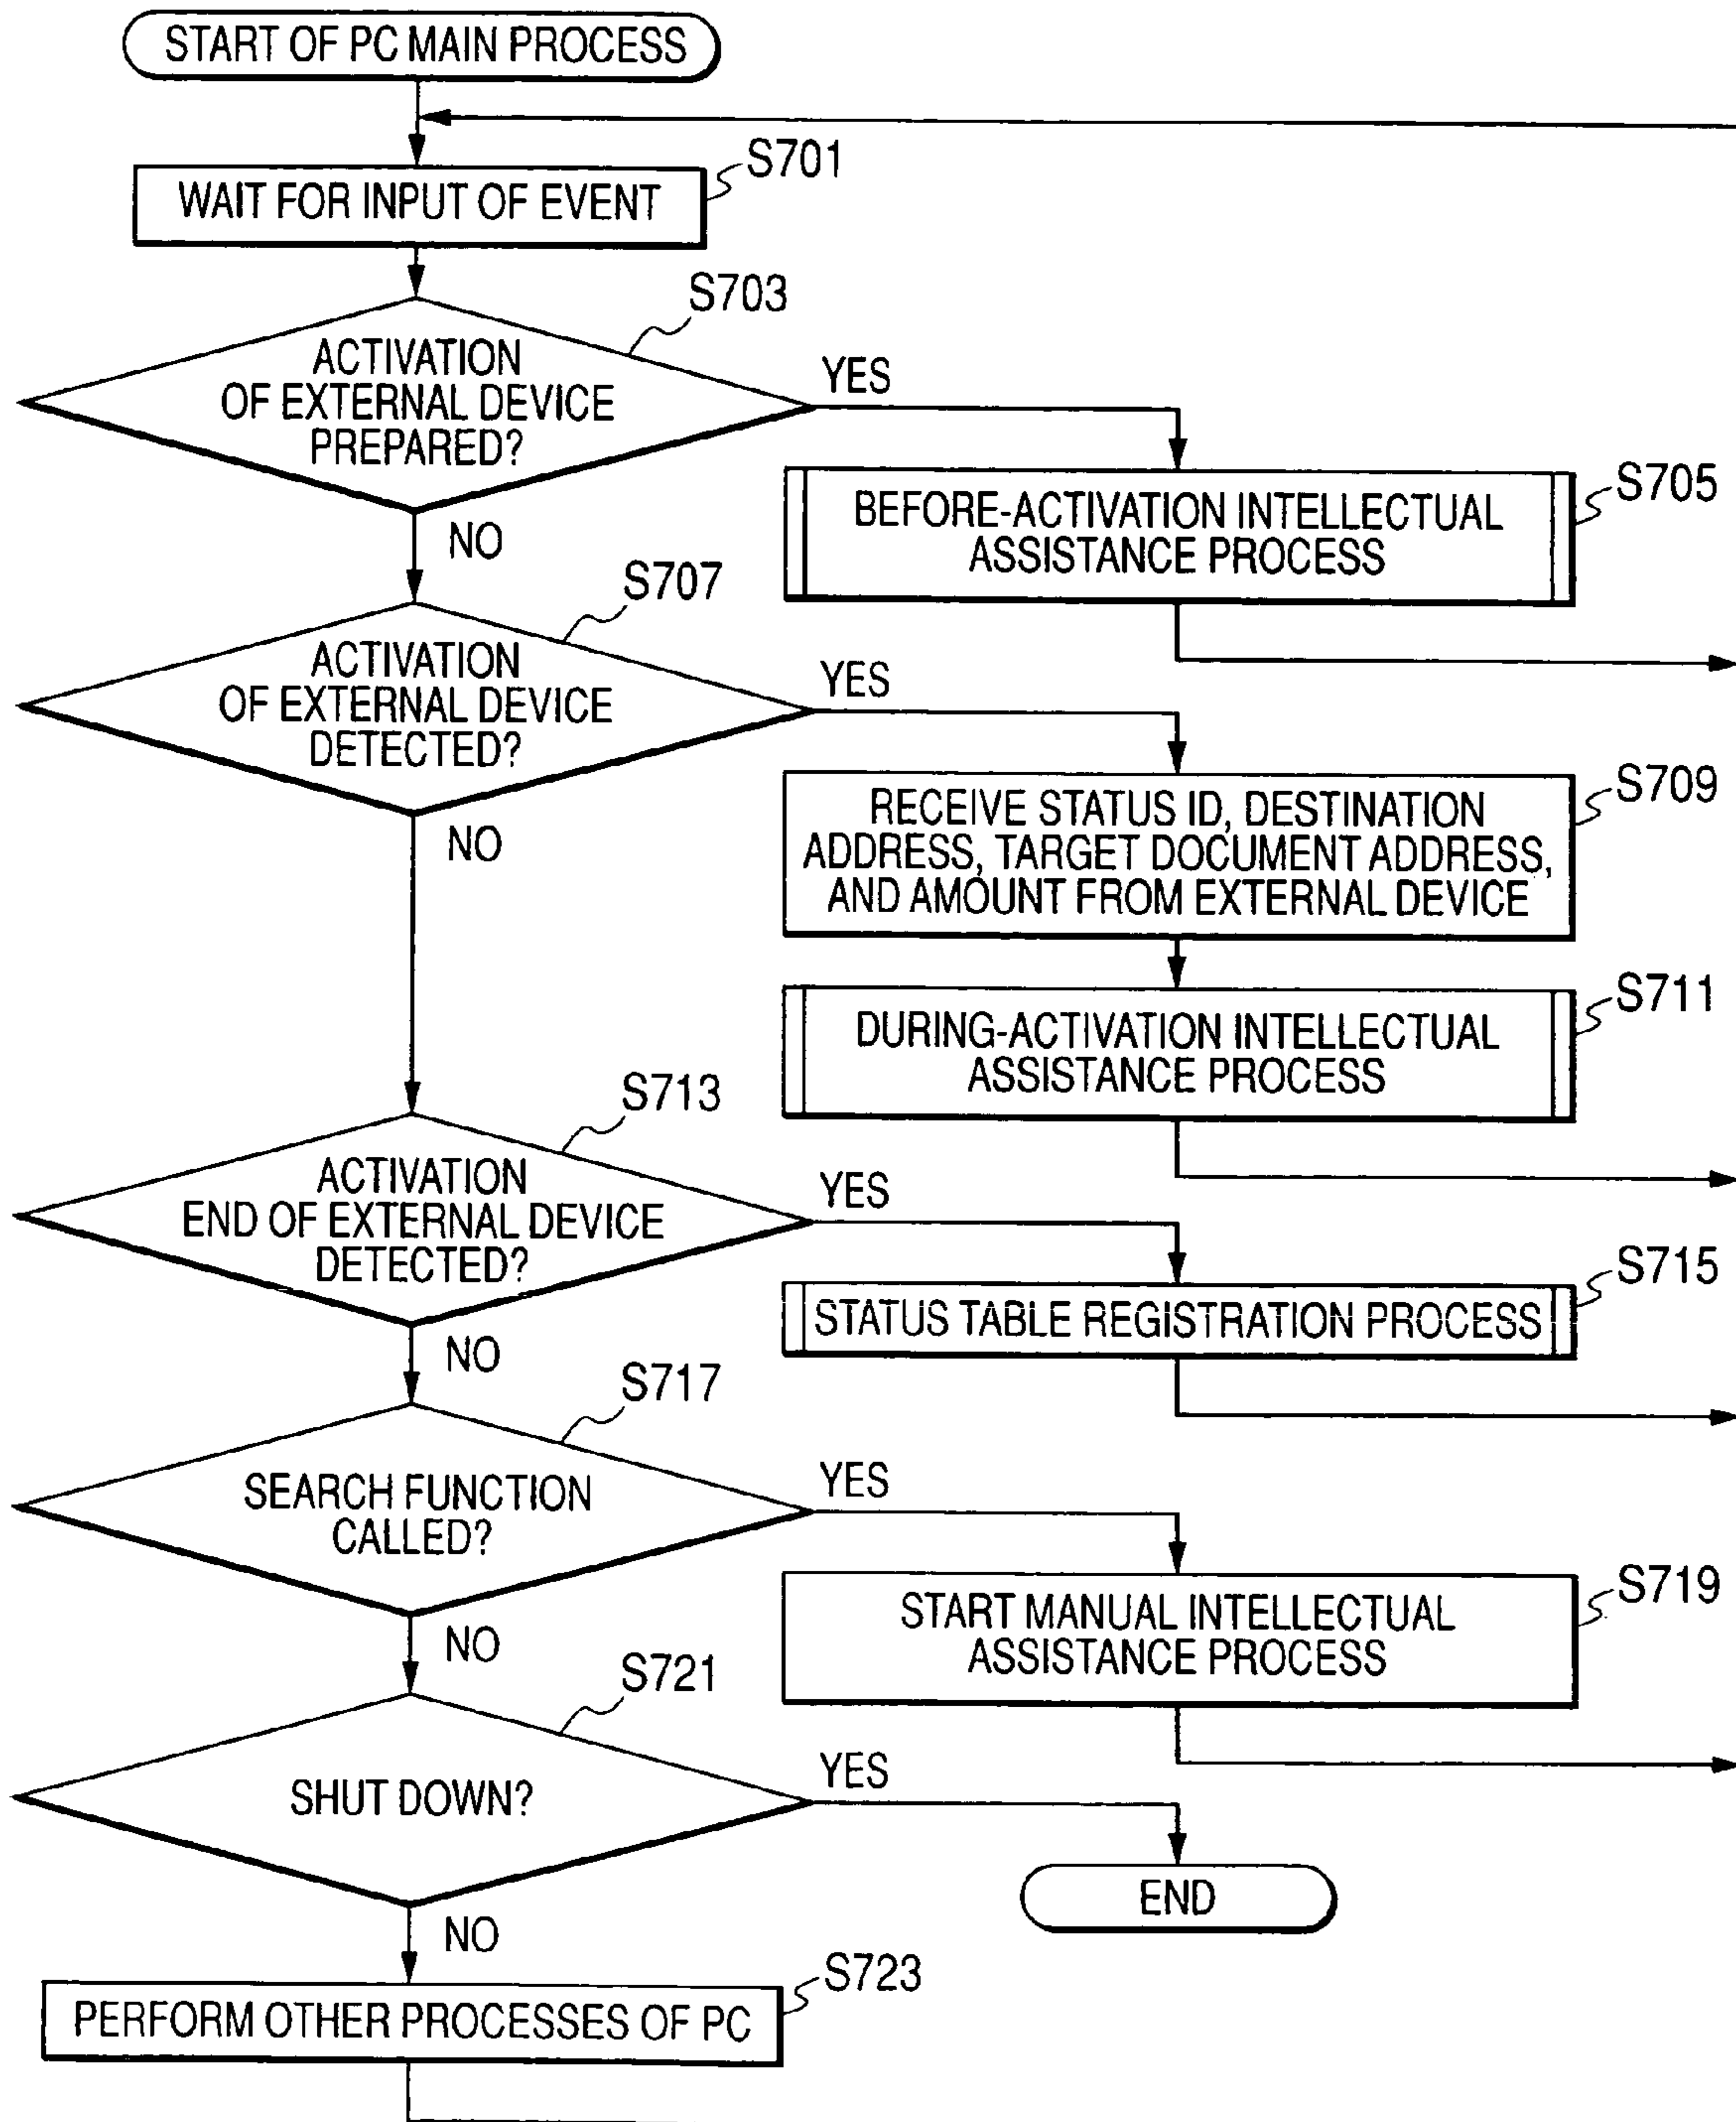 START OF PC MAIN PROCESS
S701
WAIT FOR INPUT OF EVENT
S703
ACTIVATION
OF EXTERNAL DEVICE
PREPARED?
YES
NO
S705
BEFORE-ACTIVATION INTELLECTUAL
ASSISTANCE PROCESS
S707
ACTIVATION
OF EXTERNAL DEVICE
DETECTED?
YES
NO
S709
RECEIVE STATUS ID, DESTINATION
ADDRESS, TARGET DOCUMENT ADDRESS,
AND AMOUNT FROM EXTERNAL DEVICE
S711
DURING-ACTIVATION INTELLECTUAL
ASSISTANCE PROCESS
S713
ACTIVATION
END OF EXTERNAL DEVICE
DETECTED?
YES
NO
S715
STATUS TABLE REGISTRATION PROCESS
S717
SEARCH FUNCTION
CALLED?
YES
NO
S719
START MANUAL INTELLECTUAL
ASSISTANCE PROCESS
S721
SHUT DOWN?
YES
NO
END
S723
PERFORM OTHER PROCESSES OF PC